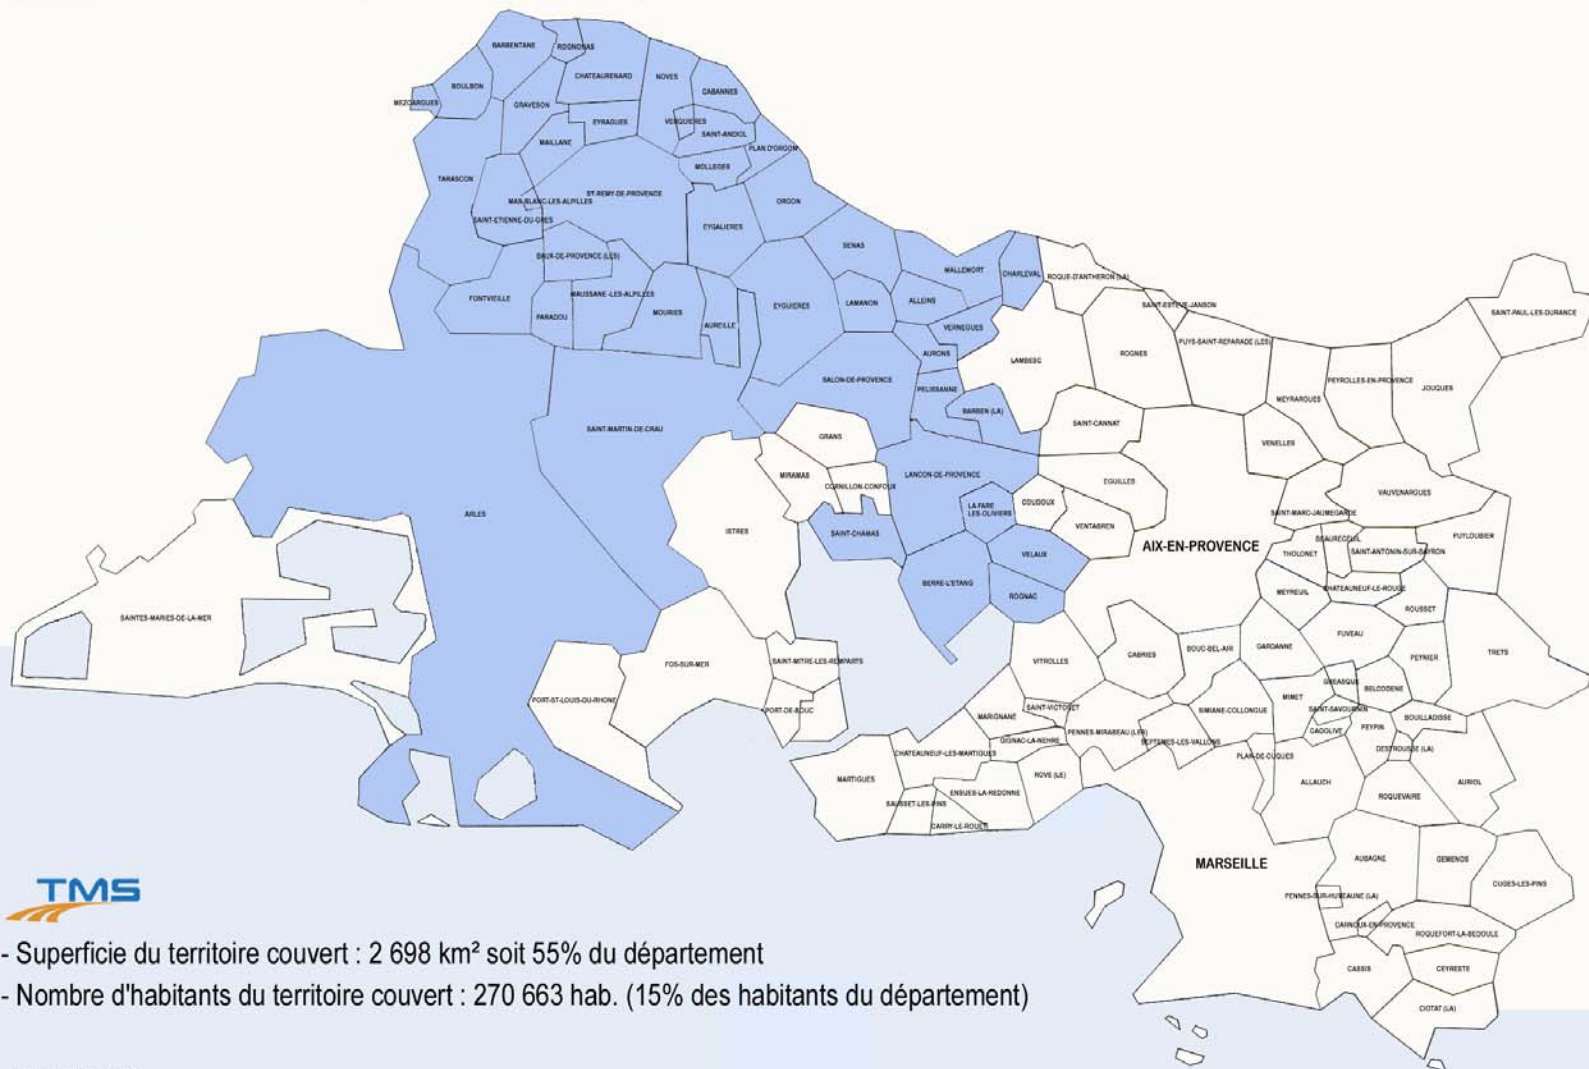 BARBENTANE
ROGNONAS
CHATEAURENARD
NOVES
CABANNES
BOULBON
MEZOARGUES
GRAVESON
EYRAGUES
VERQUIERES
SAINT-ANDIOL
MAILLANE
PLAN D'ORGON
MOLLEGES
TARASCON
ST-REMY-DE-PROVENCE
MAS-BLANC-LES-ALPILLES
ORGON
SAINT-ETIENNE-DU-GRES
EYGALIERES
SENAS
BAUX-DE-PROVENCE (LES)
MALLEMORT
CHARLEVAL
ROQUE-D'ANTHERON (LA)
FONTVIEILLE
MAUSSANE-LES-ALPILLES
EYGUIERES
LAMANON
ALLEINS
SAINT-ESTEVE-JANSON
SAINT-PAUL-LES-DURANCE
PARADOU
MOURIES
AUREILLE
VERNEGUES
PUYS-SAINT-REPARADE (LES)
AURONS
LAMBESC
ROGNES
SALON-DE-PROVENCE
PELISSANNE
PEYROLLES-EN-PROVENCE
JOUQUES
MEYRARGUES
BARBEN (LA)
SAINT-CANNAT
SAINT-MARTIN-DE-CRAU
GRANS
VENELLES
MIRAMAS
LANCON-DE-PROVENCE
CORNILLON-CONFOUX
EGUILLES
VAUVENARGUES
COUDOUX
LA FARE
LES-OLIVIERS
ARLES
SAINT-MARC-JAUMEGARDE
VENTABREN
ISTRES
SAINT-CHAMAS
PUYLOUBIER
BEAURECEUIL
AIX-EN-PROVENCE
VELAUX
THOLONET
SAINT-ANTONIN-SUR-BAYRON
BERRE-L'ETANG
ROGNAC
MEYREUIL
CHATEAUNEUF-LE-ROUGE
ROUSSET
SAINTES-MARIES-DE-LA-MER
FUVEAU
GARDANNE
BOUC-BEL-AIR
CABRIES
PEYNIER
TRETS
FOS-SUR-MER
SAINT-MITRE-LES-REMPARTS
VITROLLES
GREASQUE
BELCODENE
PORT-ST-LOUIS-DU-RHONE
MIMET
PORT-DE-BOUC
SAINT-VICTORET
SIMIANE-COLLONGUE
SAINT-SAVOURNIN
MARIGNANE
BOUILLADISSE
PEYPIN
CADOLIVE
PENNES-MIRABEAU (LES)
GIGNAC-LA-NEHRE
SEPTEMES-LES-VALLONS
DESTROUSSE (LA)
CHATEAUNEUF-LES-MARTIGUES
PLAN-DE-CUQUES
MARTIGUES
ROVE (LE)
ALLAUCH
AURIOL
ENSUES-LA-REDONNE
ROQUEVAIRE
SAUSSET-LES-PINS
CARRY-LE-ROUET
AUBAGNE
GEMENOS
MARSEILLE
CUGES-LES-PINS
PENNES-SUR-HUVEAUNE (LA)
CARNOUX-EN-PROVENCE
ROQUEFORT-LA-BEDOULE
CASSIS
CEYRESTE
CIOTAT (LA)
TMS
- Superficie du territoire couvert : 2 698 km² soit 55% du département
- Nombre d'habitants du territoire couvert : 270 663 hab. (15% des habitants du département)